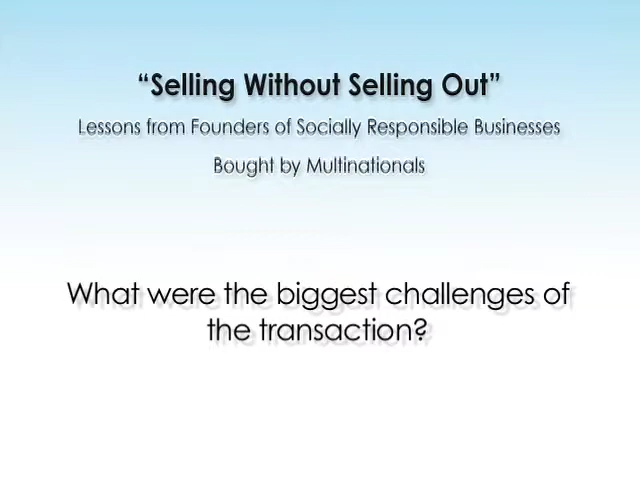 “Selling Without Selling Out”
Lessons from Founders of Socially Responsible Businesses
Bought by Multinationals
What were the biggest challenges of
the transaction?